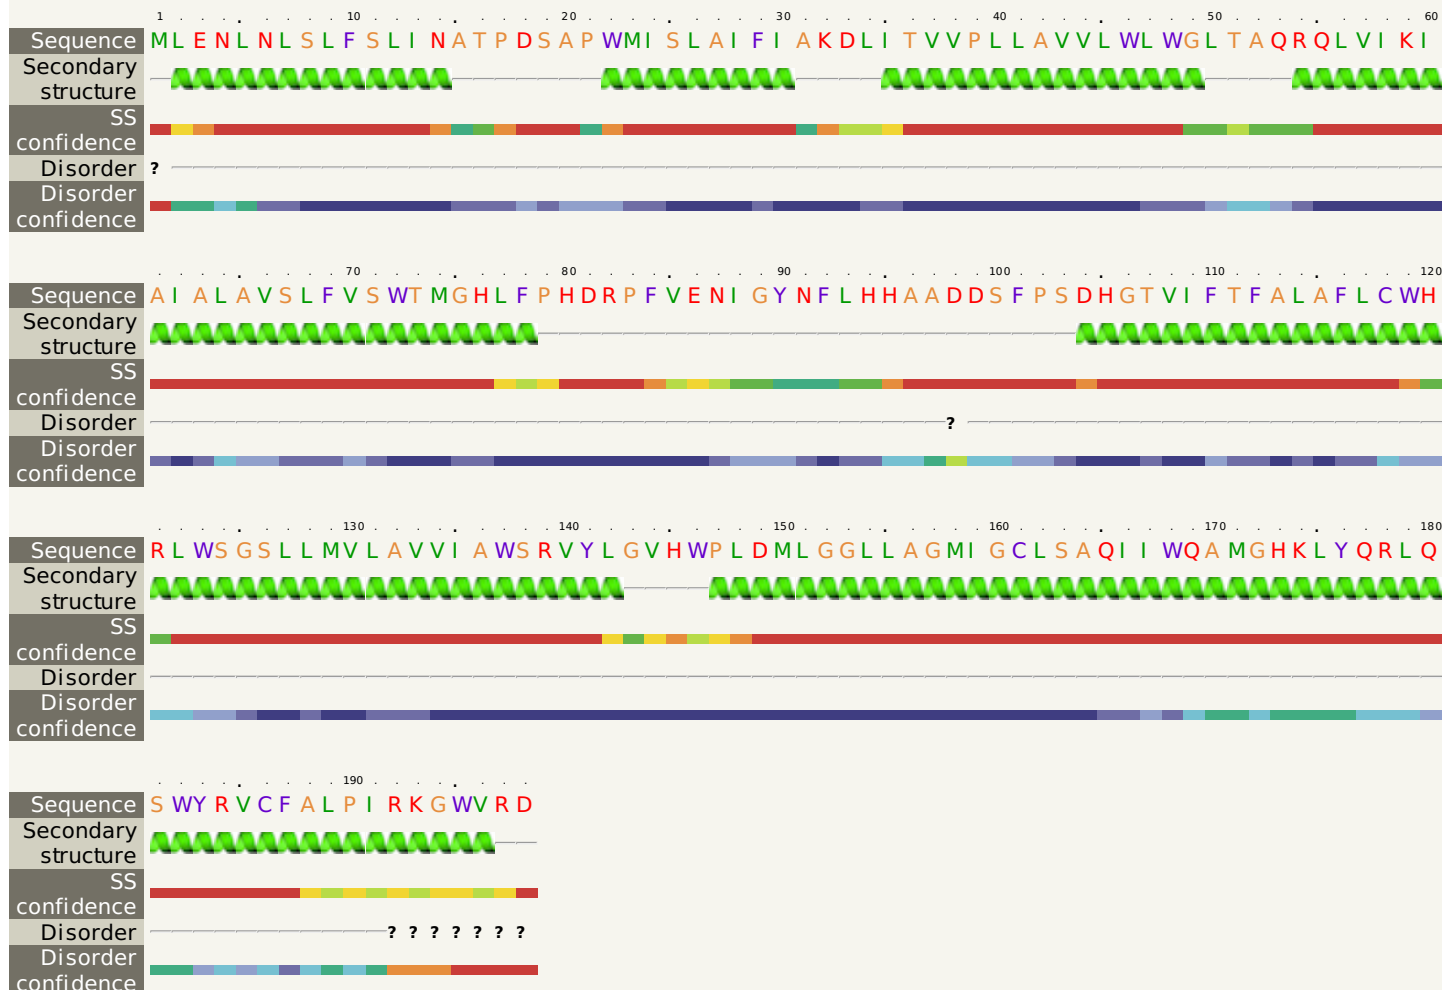 1 10 20 30 40 50 60
Sequence MLENLNLSLFSLINATPDSAPWMISLAIFIAKDLITVVPLLAVVLWLWGLTAQRQLVIKI
Secondary
structure
SS
confidence
Disorder ?
Disorder
confidence
70 80 90 100 110 120
Sequence AIALAVSLFVSWTMGHLFPHDRPFVENIGYNFLHHAADDSFPSDHGTVIFTFALAFLCWH
Secondary
structure
SS
confidence
Disorder ?
Disorder
confidence
130 140 150 160 170 180
Sequence RLWSGSLLMVLAVVIAWSRVYLGVHWPLDMLGGLLAGMIGCLSAQIIWQAMGHKLYQRLQ
Secondary
structure
SS
confidence
Disorder
Disorder
confidence
190
Sequence SWYRVCFALPIRKGWVRD
Secondary
structure
SS
confidence
Disorder ? ? ? ? ? ? ?
Disorder
confidence